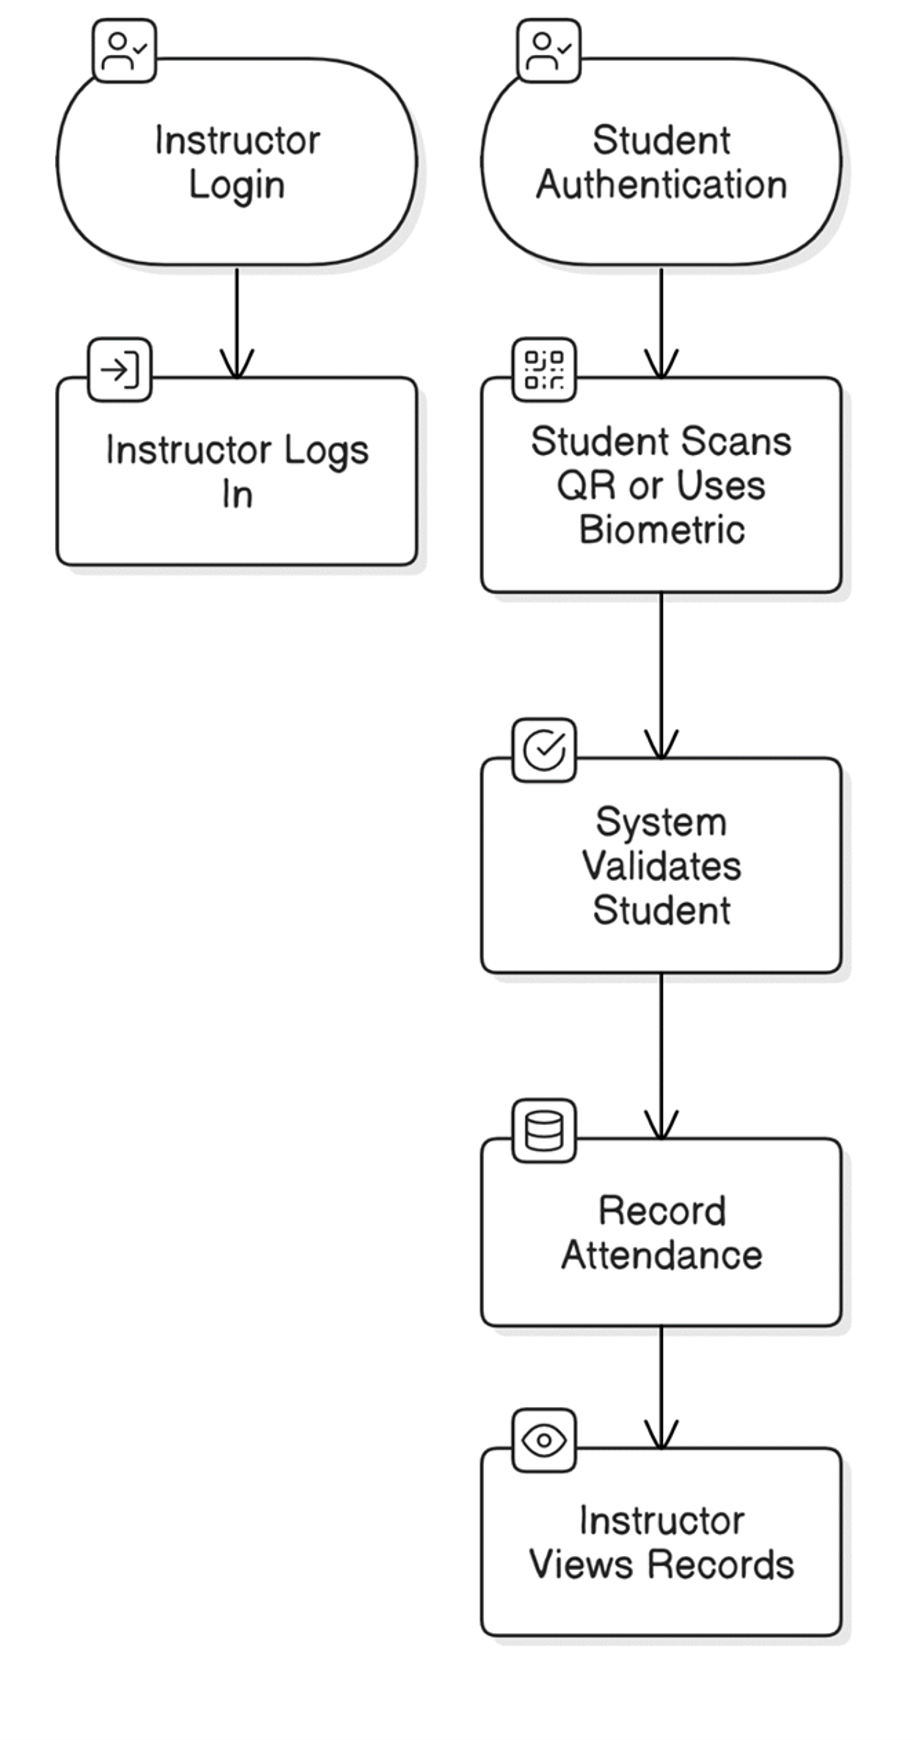 Instructor
Login
Instructor Logs
In
Student
Authentication
Student Scans
QR or Uses
Biometric
System
Validates
Student
Record
Attendance
Instructor
Views Records